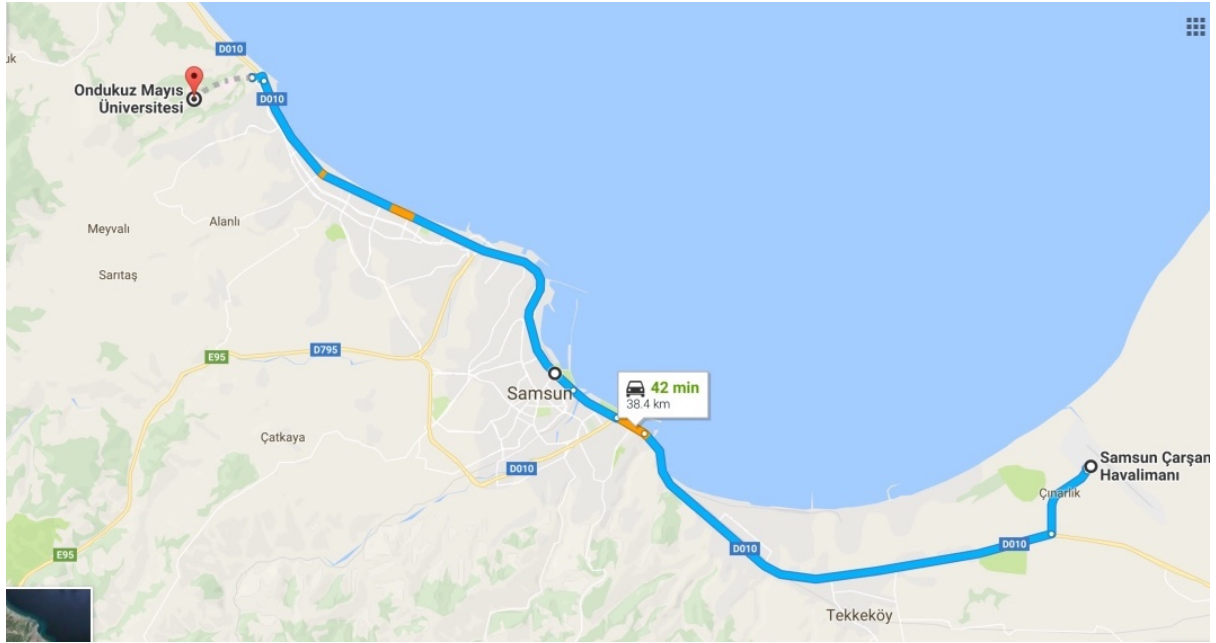 D010
uk
Ondukuz Mayıs
Üniversitesi
D010
Meyvalı
Alanlı
Sarıtaş
E95
D795
Samsun
42 min
38.4 km
Çatkaya
D010
Samsun Çarşan
Havalimanı
Çınarlık
E95
D010
D010
Tekkeköy